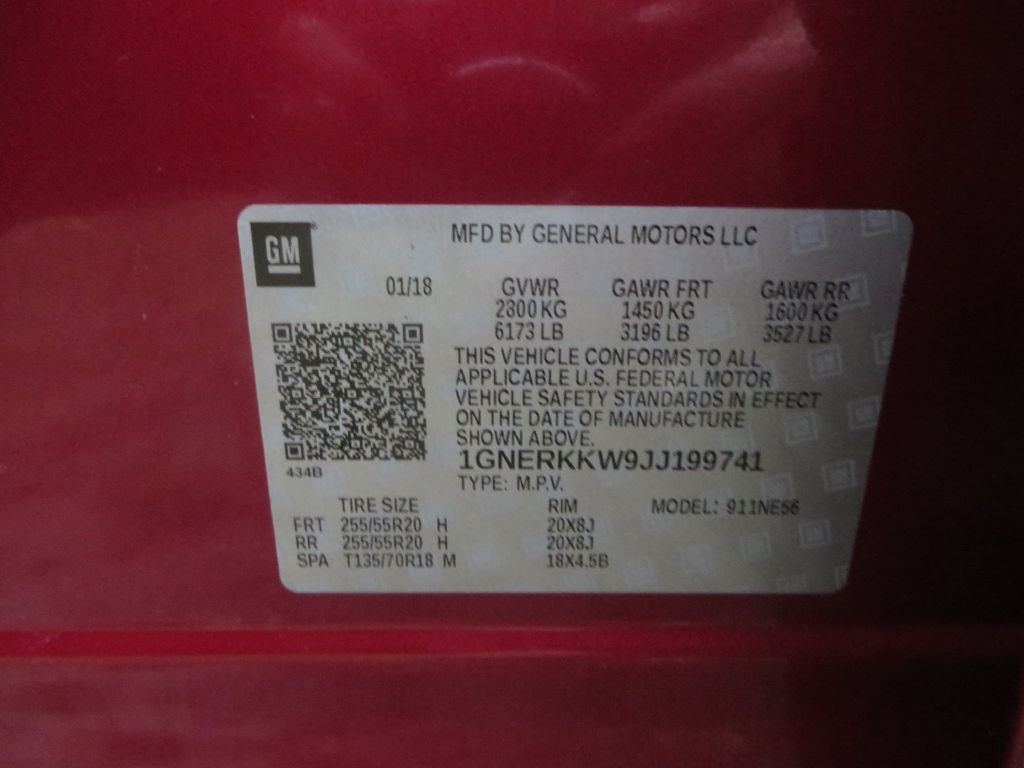 GM
MFD BY GENERAL MOTORS LLC
01/18 GVWR GAWR FRT GAWR RR
2800 KG 1450 KG 1600 KG
6173 LB 3196 LB 3527 LB
THIS VEHICLE CONFORMS TO ALL
APPLICABLE U.S. FEDERAL MOTOR
VEHICLE SAFETY STANDARDS IN EFFECT
ON THE DATE OF MANUFACTURE
SHOWN ABOVE.
434B
1GNERKKW9JJ199741
TYPE: M.P.V.
TIRE SIZE RIM MODEL: 911NE56
FRT 255/55R20 H 20X8J
RR 255/55R20 H 20X8J
SPA T135/70R18 M 18X4.5B